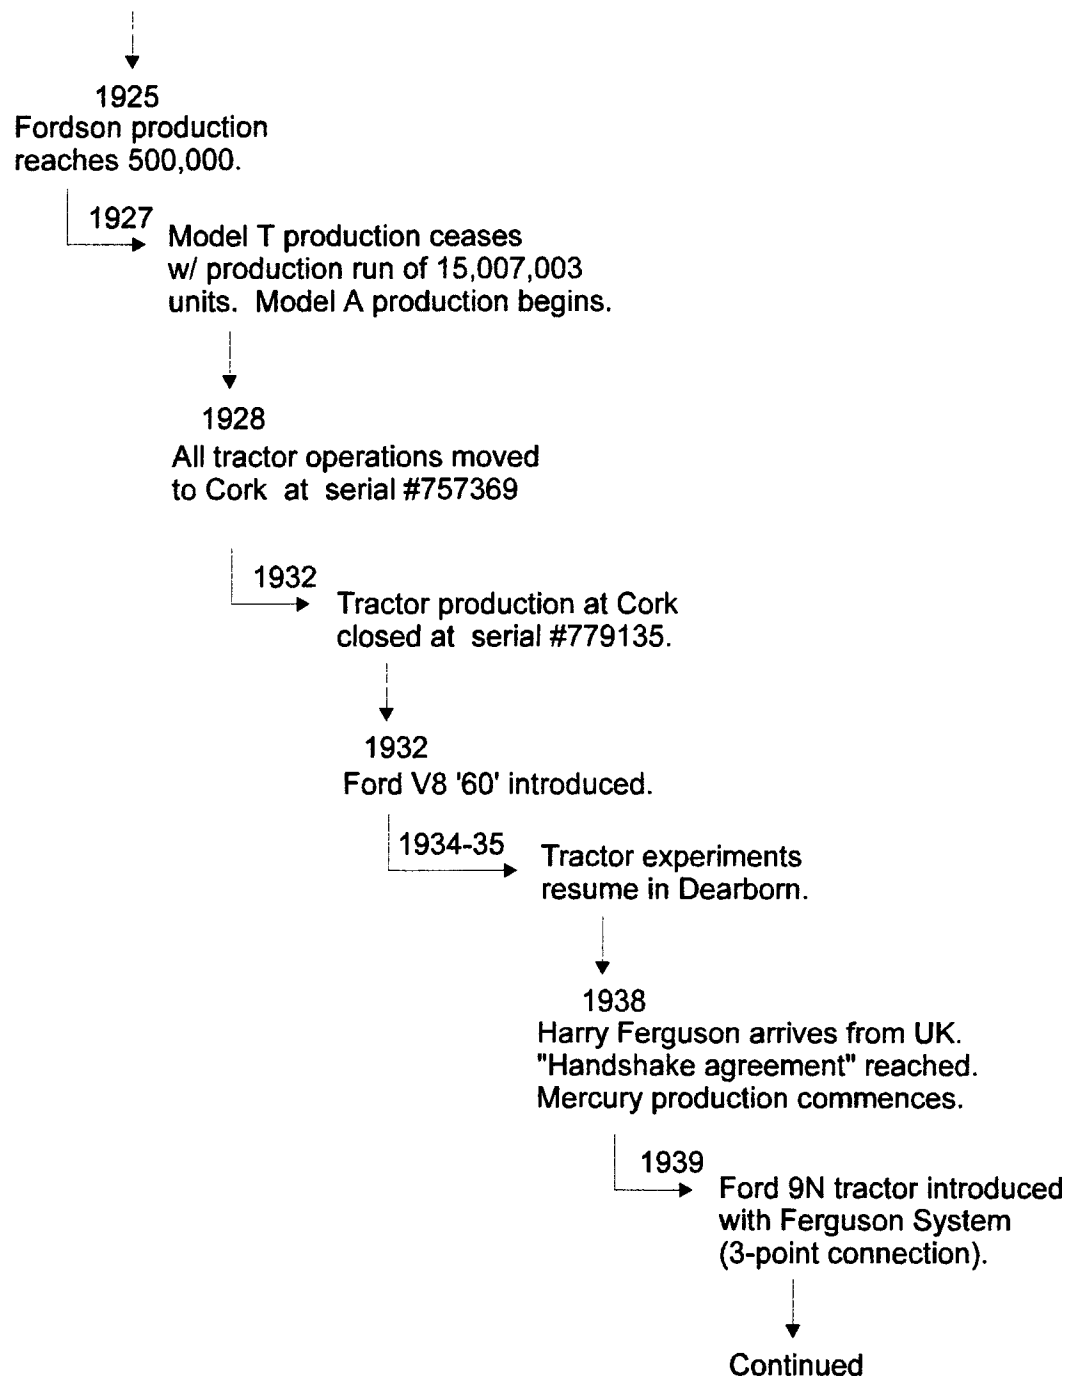 1925
Fordson production
reaches 500,000.
1927
Model T production ceases
w/ production run of 15,007,003
units.  Model A production begins.
1928
All tractor operations moved
to Cork  at  serial #757369
1932
Tractor production at Cork
closed at  serial #779135.
1932
Ford V8 '60' introduced.
1934-35
Tractor experiments
resume in Dearborn.
1938
Harry Ferguson arrives from UK.
"Handshake agreement" reached.
Mercury production commences.
1939
Ford 9N tractor introduced
with Ferguson System
(3-point connection).
Continued